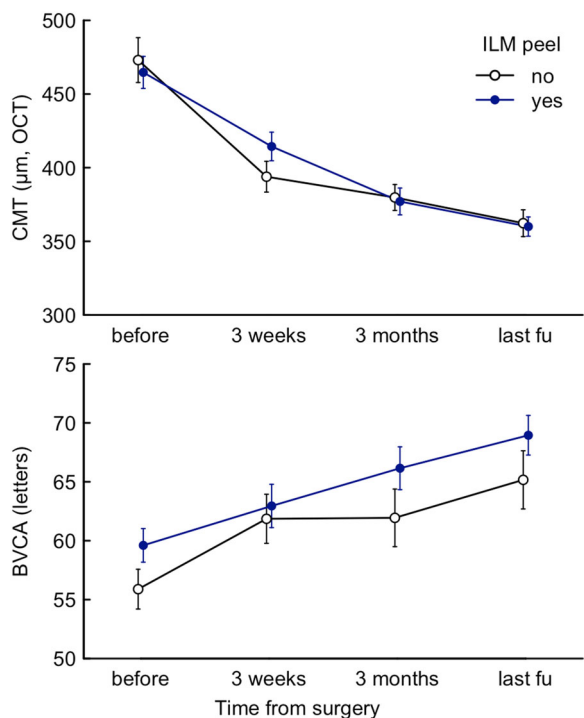 500
450
400
350
300
CMT (µm, OCT)
ILM peel
no
yes
before 3 weeks 3 months last fu
75
70
65
60
55
50
BVCA (letters)
before 3 weeks 3 months last fu
Time from surgery